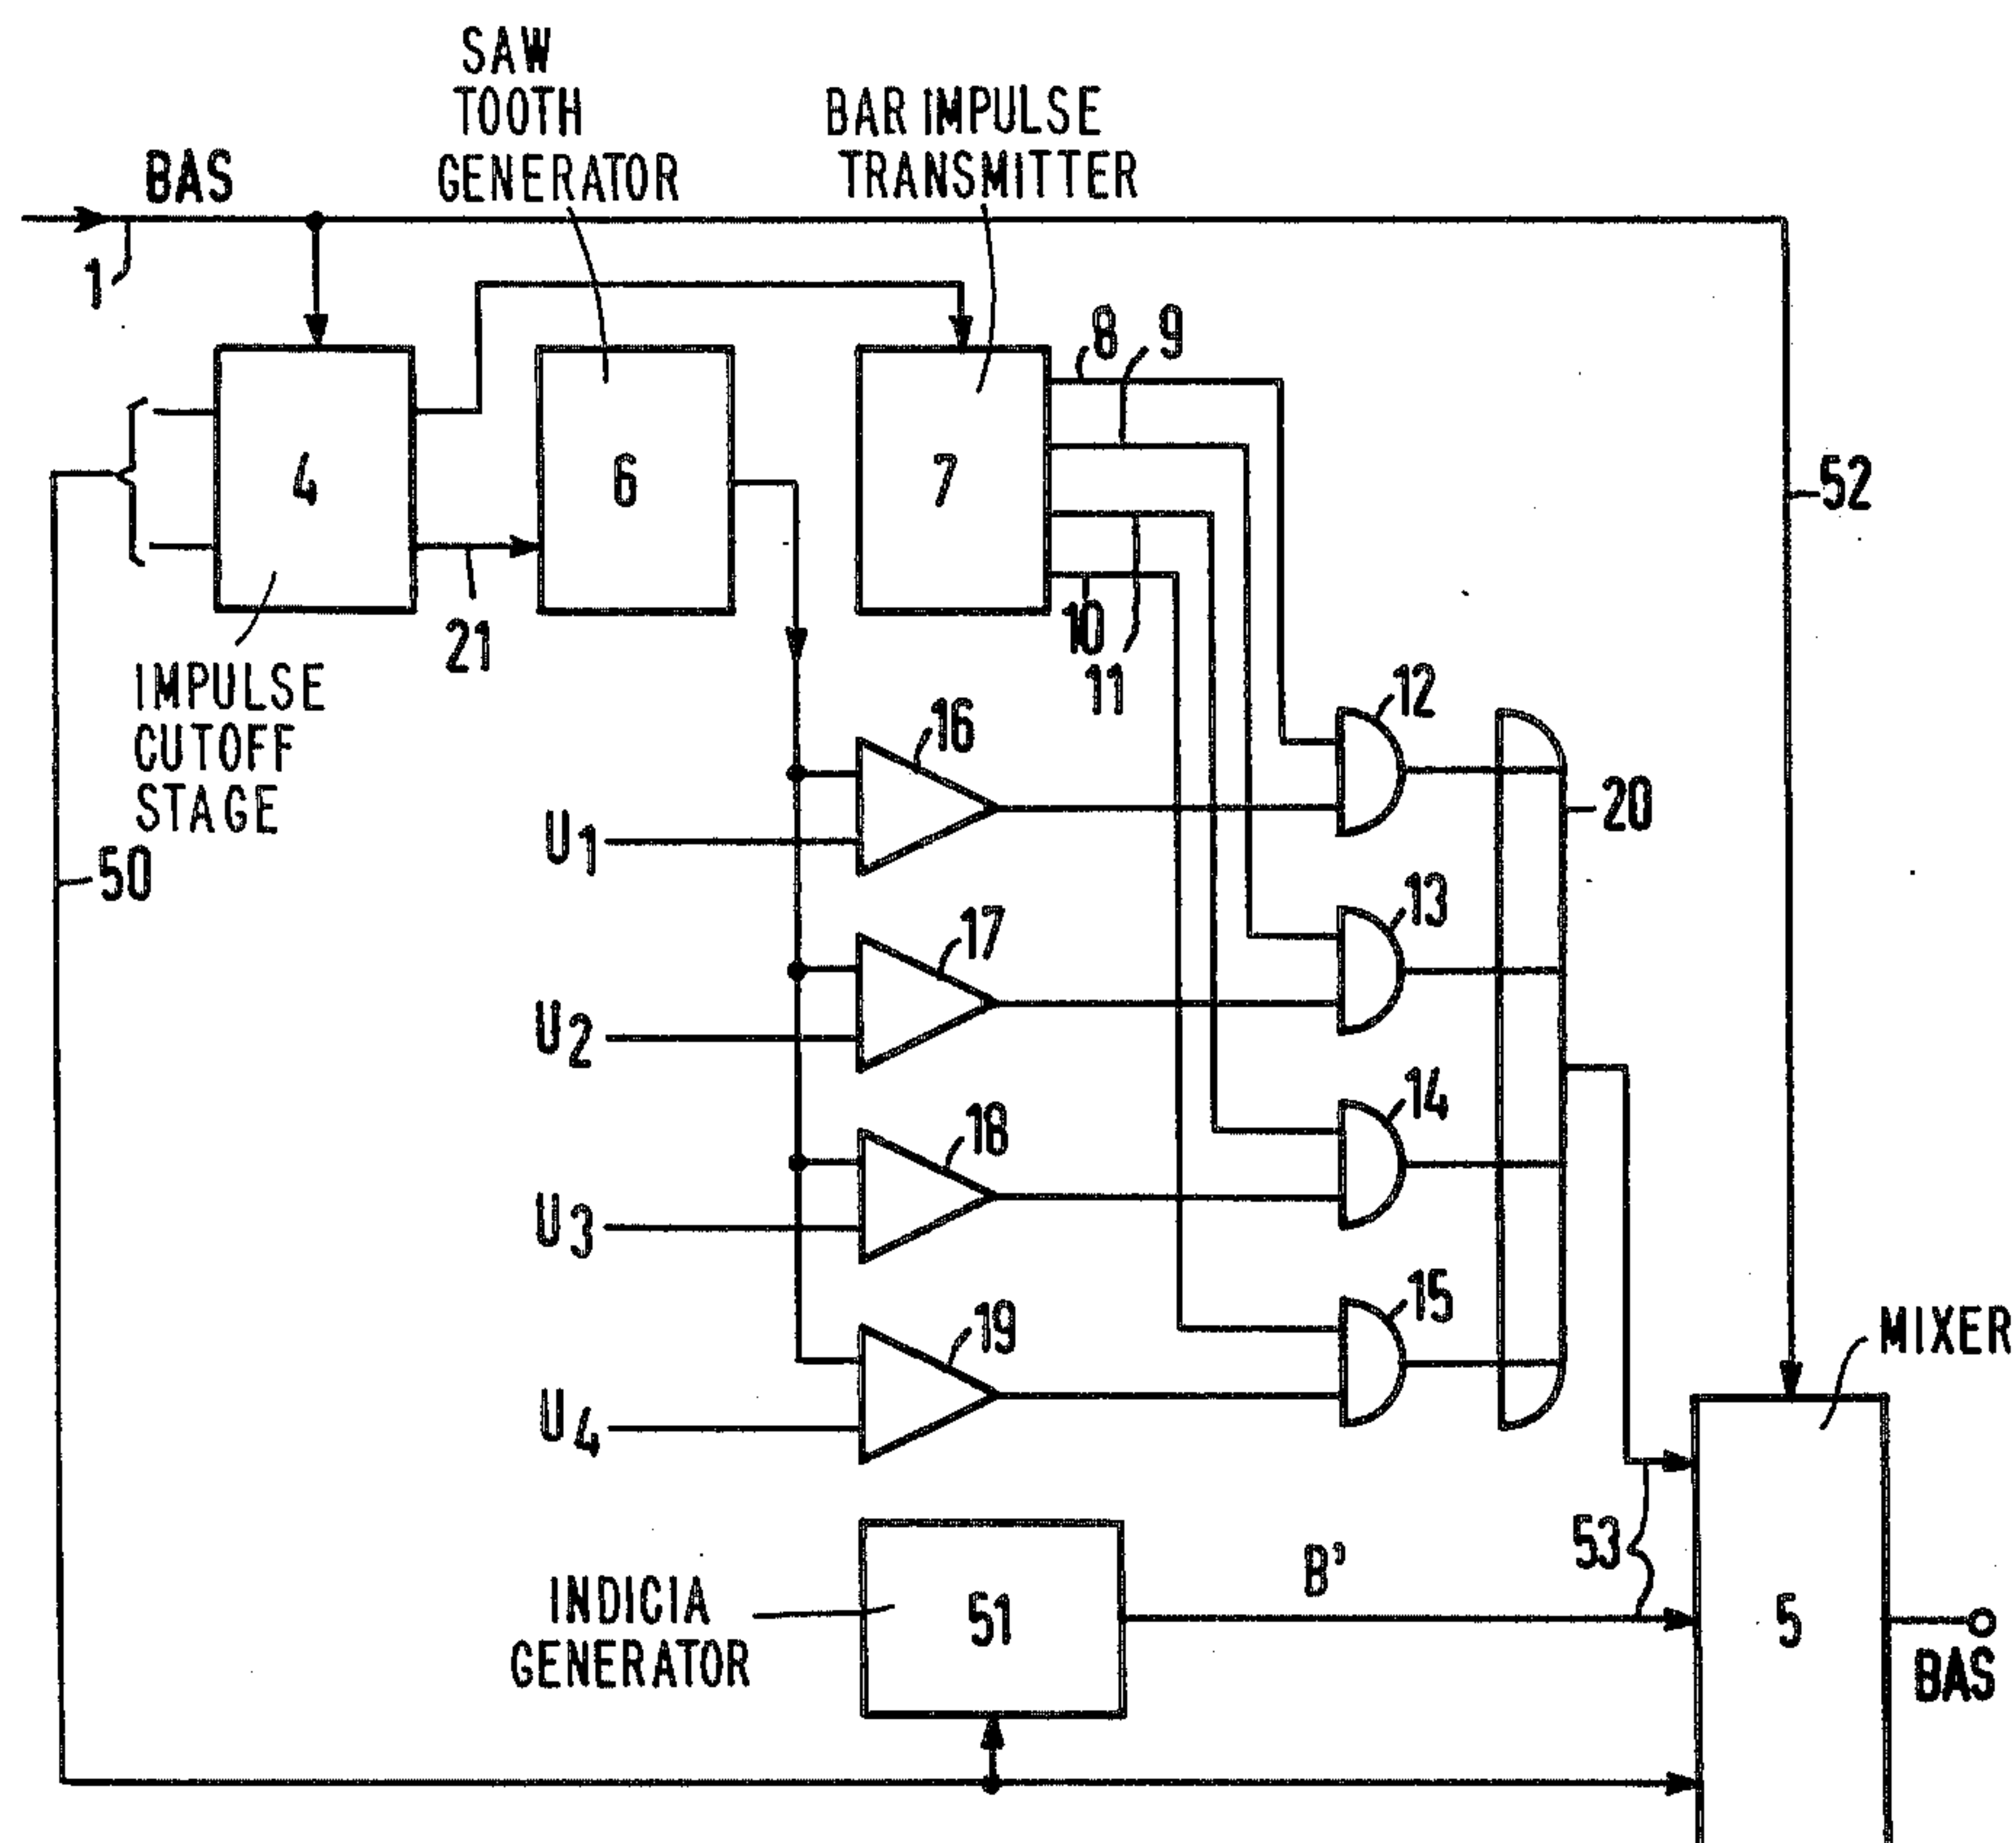 SAW
TOOTH
GENERATOR
BAR IMPULSE
TRANSMITTER
BAS
1
8
9
4
6
7
52
21
10
11
IMPULSE
CUTOFF
STAGE
12
16
20
U1
50
13
17
U2
14
18
U3
15
19
MIXER
U4
53
B'
INDICIA
GENERATOR
51
5
BAS